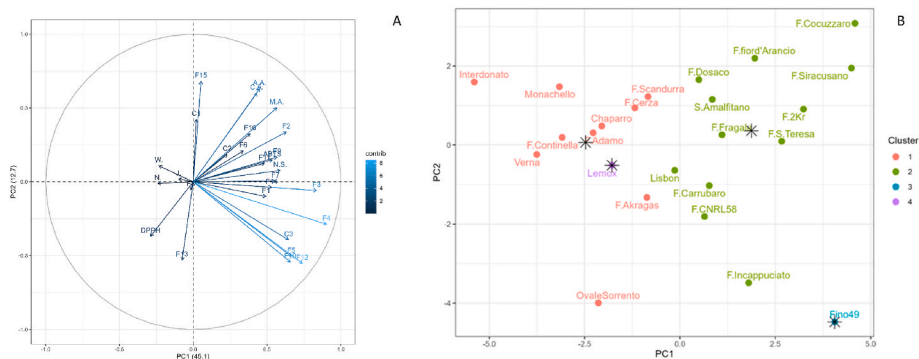 A
B
1.0
0.5
0.0
-0.5
-1.0
PC2 (12.7)
-1.0
-0.5
0.0
0.5
1.0
PC1 (45.1)
F15
A.A.
M.A.
C1
F16
F2
C2
F6
N.S.
W.
N.
F3
F4
C3
F5
F12
DPPH
F13
contrib
8
6
4
2
PC2
2
0
-2
-4
-5.0
-2.5
0.0
2.5
5.0
PC1
F.Cocuzzaro
F.fiord'Arancio
F.Dosaco
F.Siracusano
Interdonato
Monachello
F.Scandurra
F.Cerza
S.Amalfitano
F.2Kr
Chaparro
F.Fragala
F.S.Teresa
F.Continella
Adamo
Verna
Lemox
Lisbon
F.Carrubaro
F.Akragas
F.CNRL58
F.Incappuciato
OvaleSorrento
Fino49
Cluster
1
2
3
4